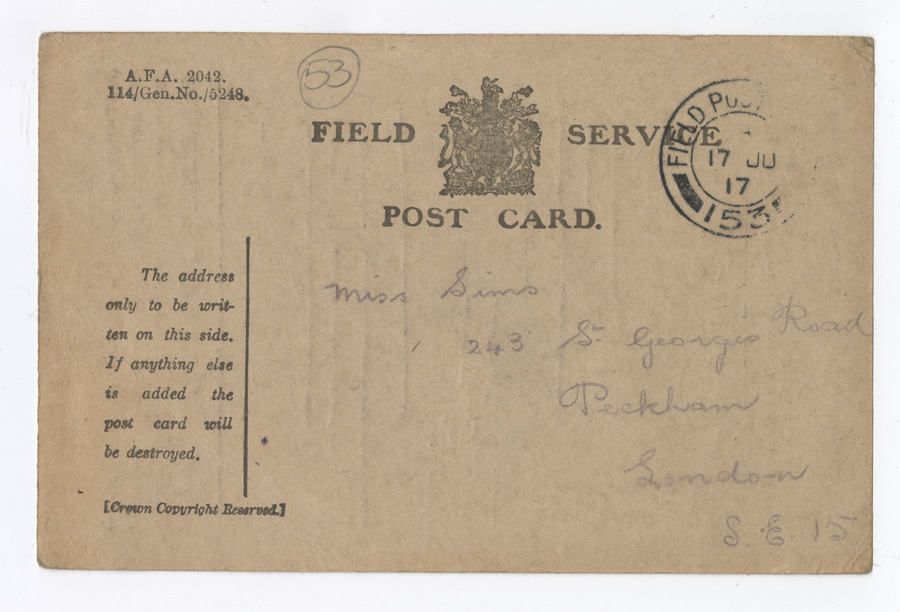 A.F.A. 2042.
114/Gen.No./5248.
53
FIELD SERVICE
POST CARD.
FIELD POST
17 JU
17
153
The address
only to be writ-
ten on this side.
If anything else
is added the
post card will
be destroyed.
[Crown Copyright Reserved.]
Miss Sims
243 St Georges Road
Peckham
London
S. E. 15